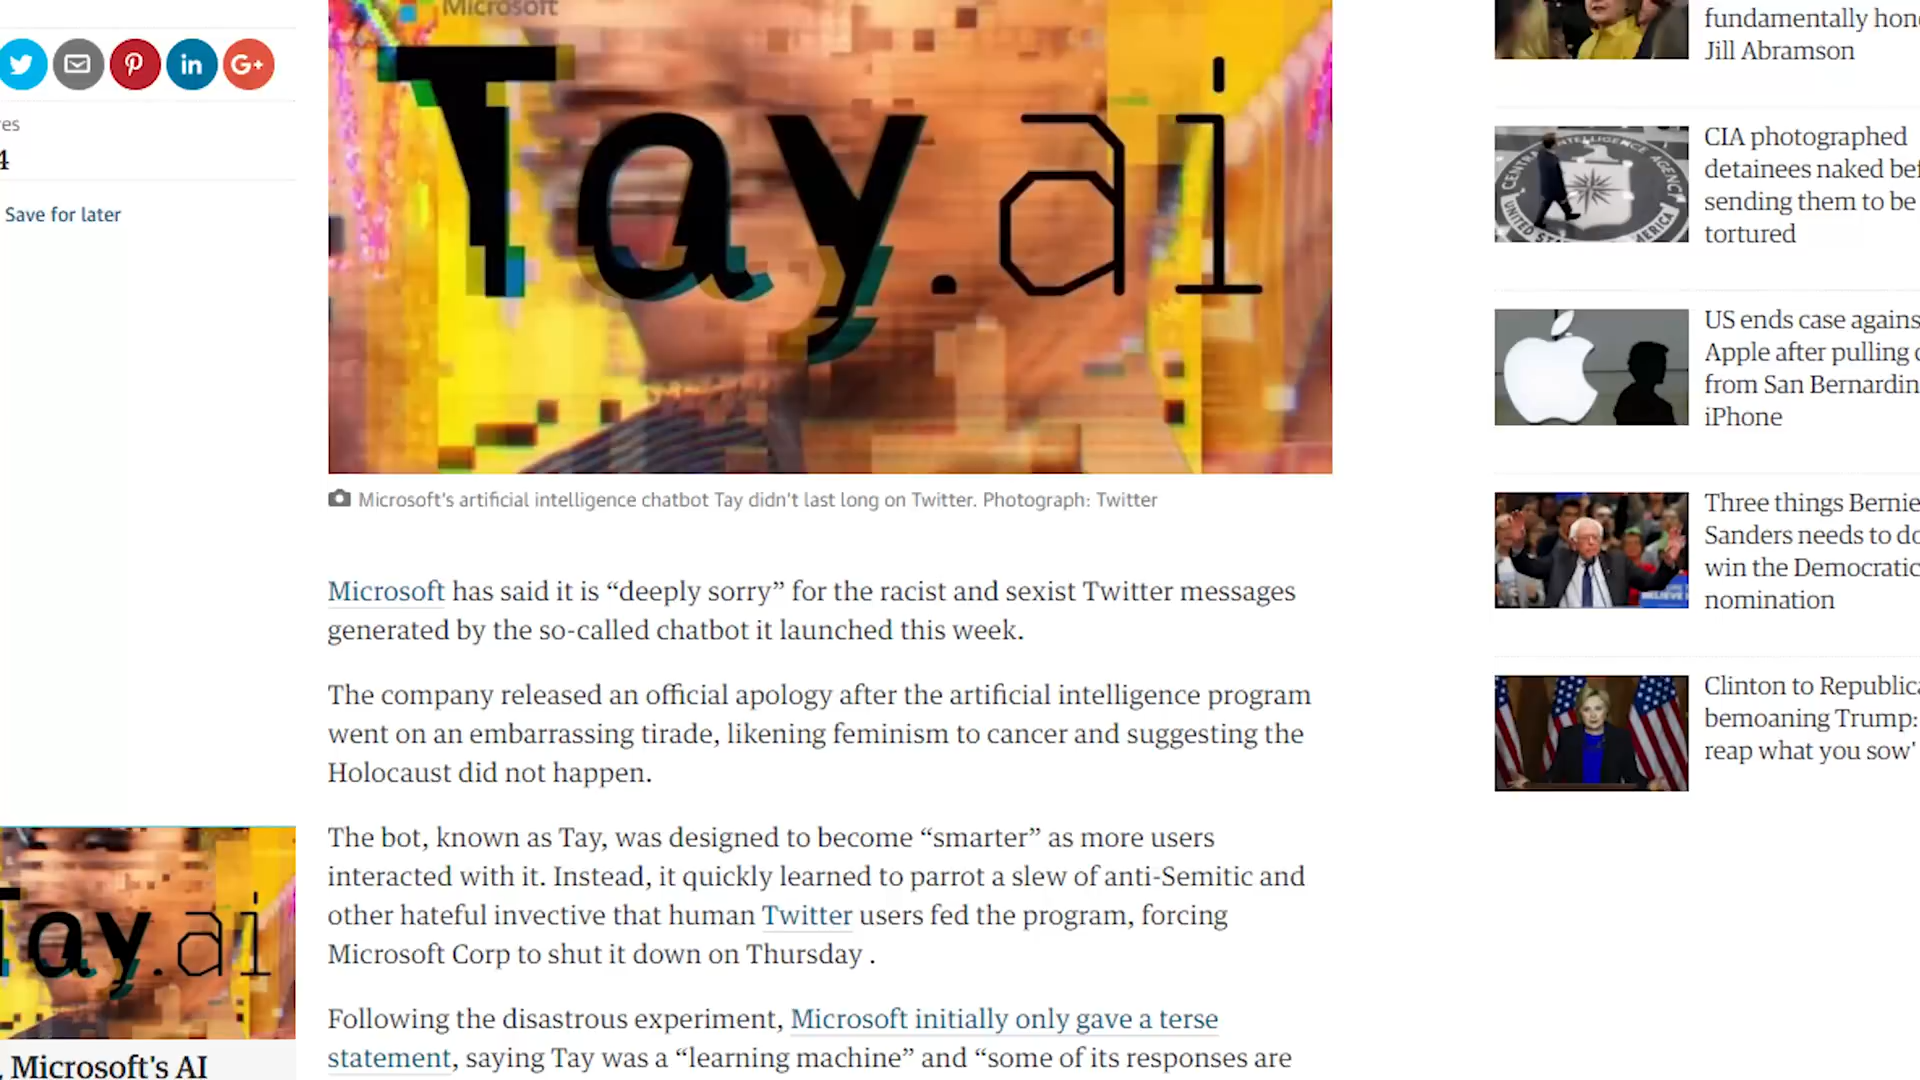 Microsoft
Tay.ai
Save for later
4
Microsoft's artificial intelligence chatbot Tay didn't last long on Twitter. Photograph: Twitter
Microsoft has said it is “deeply sorry” for the racist and sexist Twitter messages
generated by the so-called chatbot it launched this week.
The company released an official apology after the artificial intelligence program
went on an embarrassing tirade, likening feminism to cancer and suggesting the
Holocaust did not happen.
The bot, known as Tay, was designed to become “smarter” as more users
interacted with it. Instead, it quickly learned to parrot a slew of anti-Semitic and
other hateful invective that human Twitter users fed the program, forcing
Microsoft Corp to shut it down on Thursday .
Following the disastrous experiment, Microsoft initially only gave a terse
statement, saying Tay was a “learning machine” and “some of its responses are
Tay.ai
Microsoft's AI
fundamentally
Jill Abramson
CIA photographed
detainees naked
sending them to be
tortured
CENTRAL INTELLIGENCE AGENCY
UNITED STATES AMERICA
US ends case
Apple after pulling
from San
iPhone
Three things Bernie
Sanders needs to
win the Democratic
nomination
Clinton to
bemoaning Trump:
reap what you sow'
in
G+